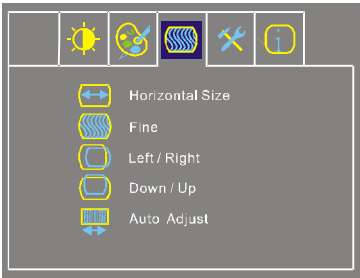 Horizontal Size
Fine
Left / Right
Down / Up
Auto Adjust